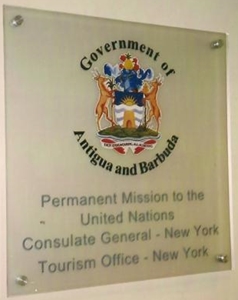 Government of
Antigua and Barbuda
Permanent Mission to the
United Nations
Consulate General - New York
Tourism Office - New York